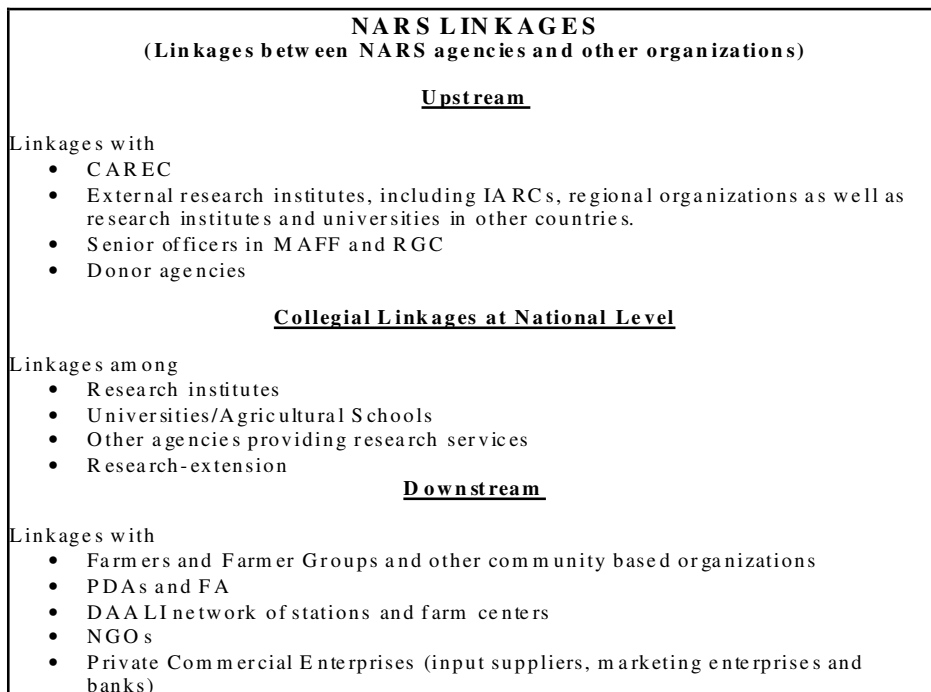 NARS LINKAGES
(Linkages between NARS agencies and other organizations)
Upstream
Linkages with
• CAREC
• External research institutes, including IARCs, regional organizations as well as
research institutes and universities in other countries.
• Senior officers in MAFF and RGC
• Donor agencies
Collegial Linkages at National Level
Linkages among
• Research institutes
• Universities/Agricultural Schools
• Other agencies providing research services
• Research-extension
Downstream
Linkages with
• Farmers and Farmer Groups and other community based organizations
• PDAs and FA
• DAALI network of stations and farm centers
• NGOs
• Private Commercial Enterprises (input suppliers, marketing enterprises and
banks)